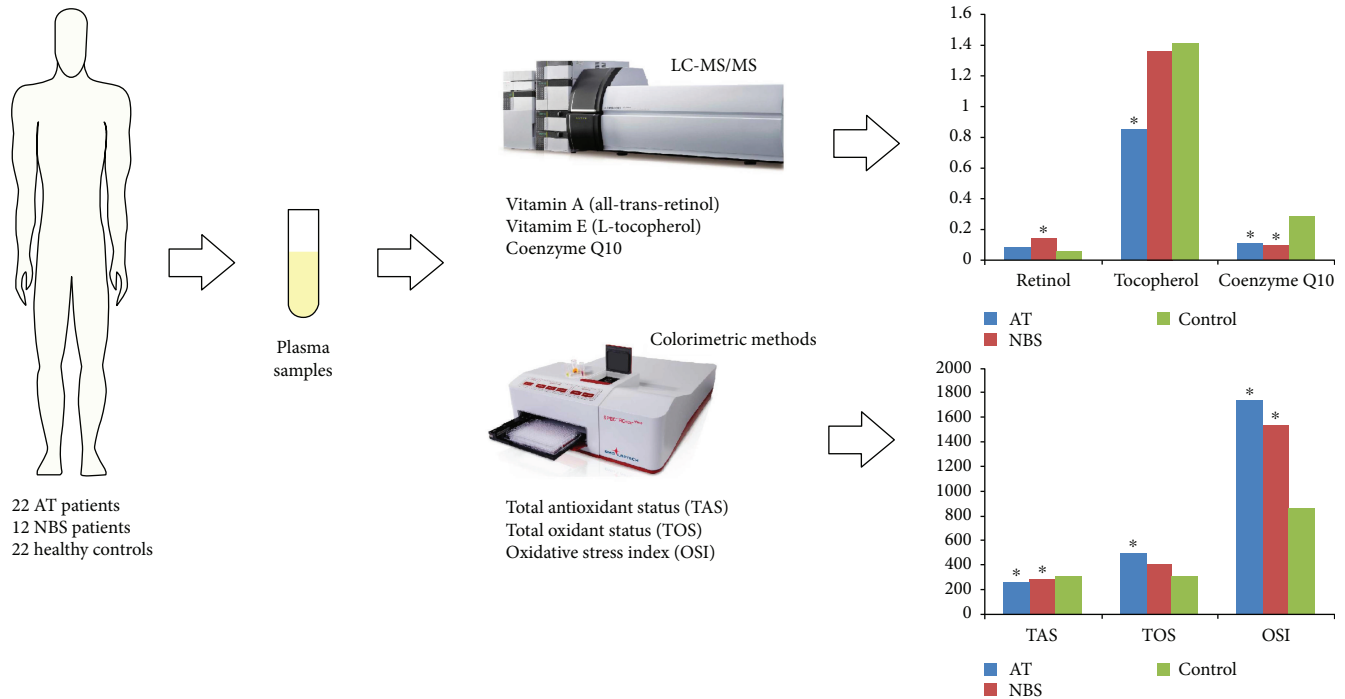 22 AT patients
12 NBS patients
22 healthy controls
Plasma
samples
LC-MS/MS
Vitamin A (all-trans-retinol)
Vitamim E (L-tocopherol)
Coenzyme Q10
Colorimetric methods
Total antioxidant status (TAS)
Total oxidant status (TOS)
Oxidative stress index (OSI)
1.6
1.4
1.2
1
0.8
0.6
0.4
0.2
0
*
*
* *
Retinol Tocopherol Coenzyme Q10
AT Control
NBS
2000
1800
1600
1400
1200
1000
800
600
400
200
0
* *
*
* *
TAS TOS OSI
AT Control
NBS